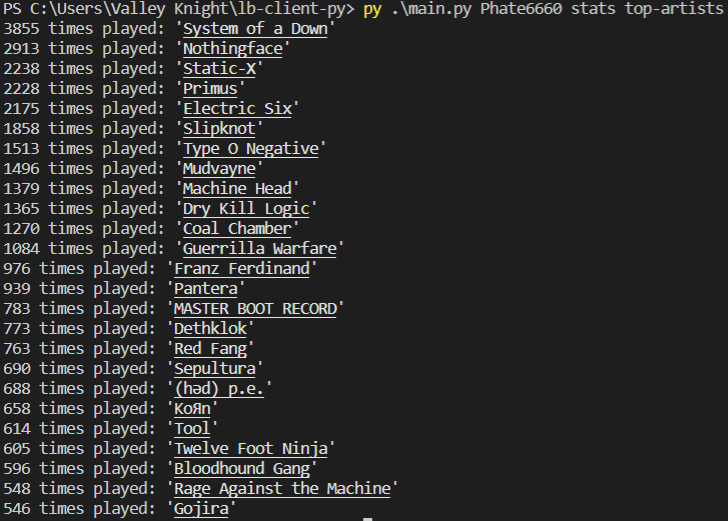 PS C:\Users\Valley Knight\lb-client-py> py .\main.py Phate6660 stats top-artists
3855 times played: 'System of a Down'
2913 times played: 'Nothingface'
2238 times played: 'Static-X'
2228 times played: 'Primus'
2175 times played: 'Electric Six'
1858 times played: 'Slipknot'
1513 times played: 'Type O Negative'
1496 times played: 'Mudvayne'
1379 times played: 'Machine Head'
1365 times played: 'Dry Kill Logic'
1270 times played: 'Coal Chamber'
1084 times played: 'Guerrilla Warfare'
976 times played: 'Franz Ferdinand'
939 times played: 'Pantera'
783 times played: 'MASTER BOOT RECORD'
773 times played: 'Dethklok'
763 times played: 'Red Fang'
690 times played: 'Sepultura'
688 times played: '(həd) p.e.'
658 times played: 'KoЯn'
614 times played: 'Tool'
605 times played: 'Twelve Foot Ninja'
596 times played: 'Bloodhound Gang'
548 times played: 'Rage Against the Machine'
546 times played: 'Gojira'